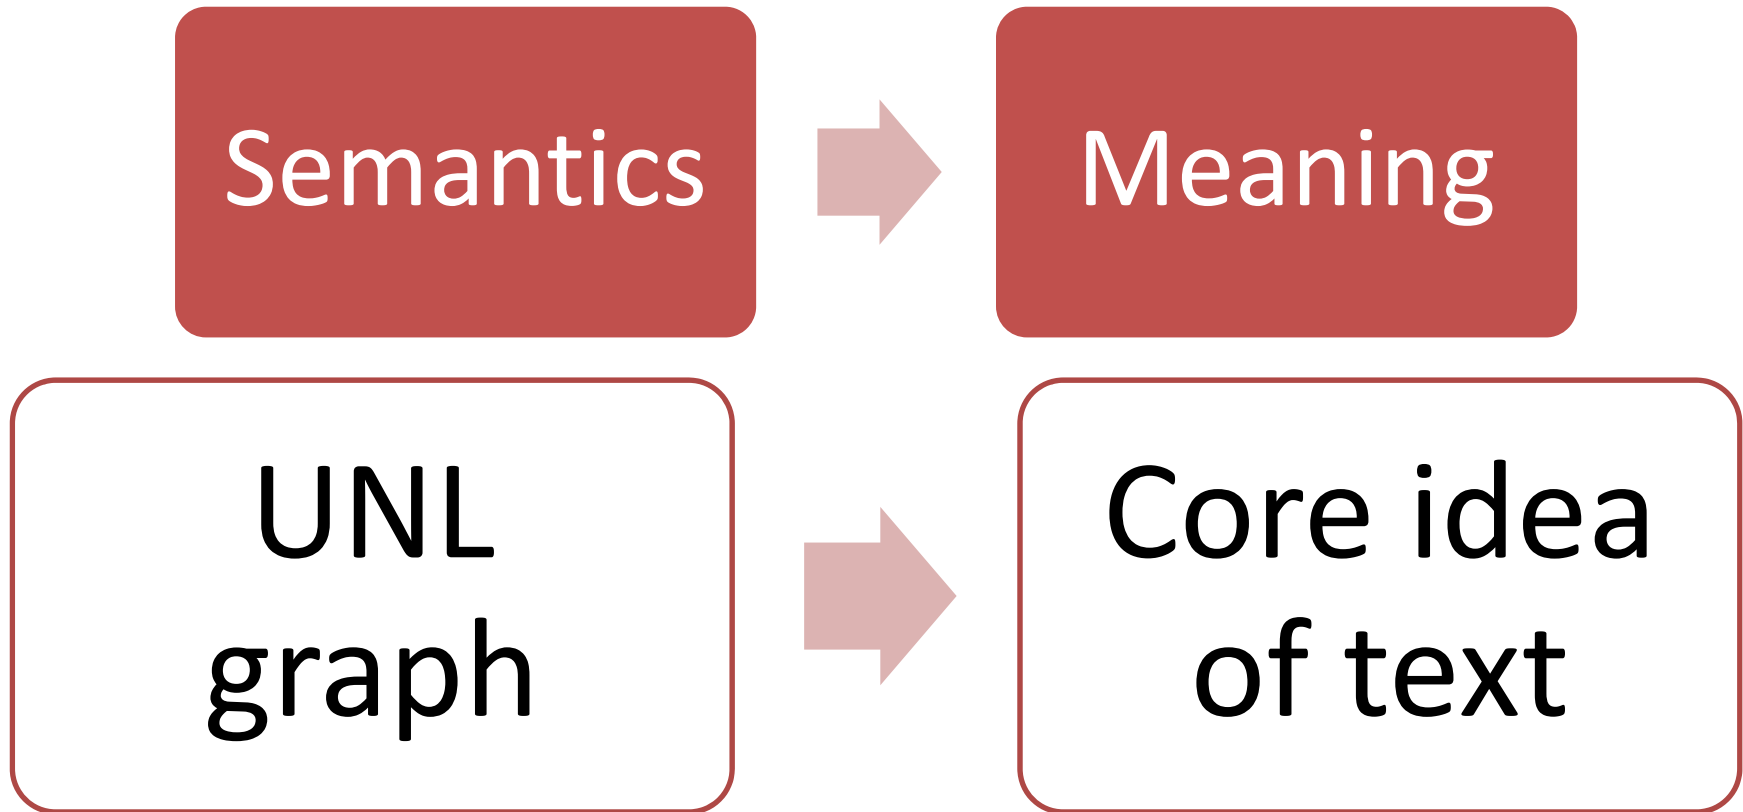 Semantics
Meaning
UNL
graph
Core idea
of text